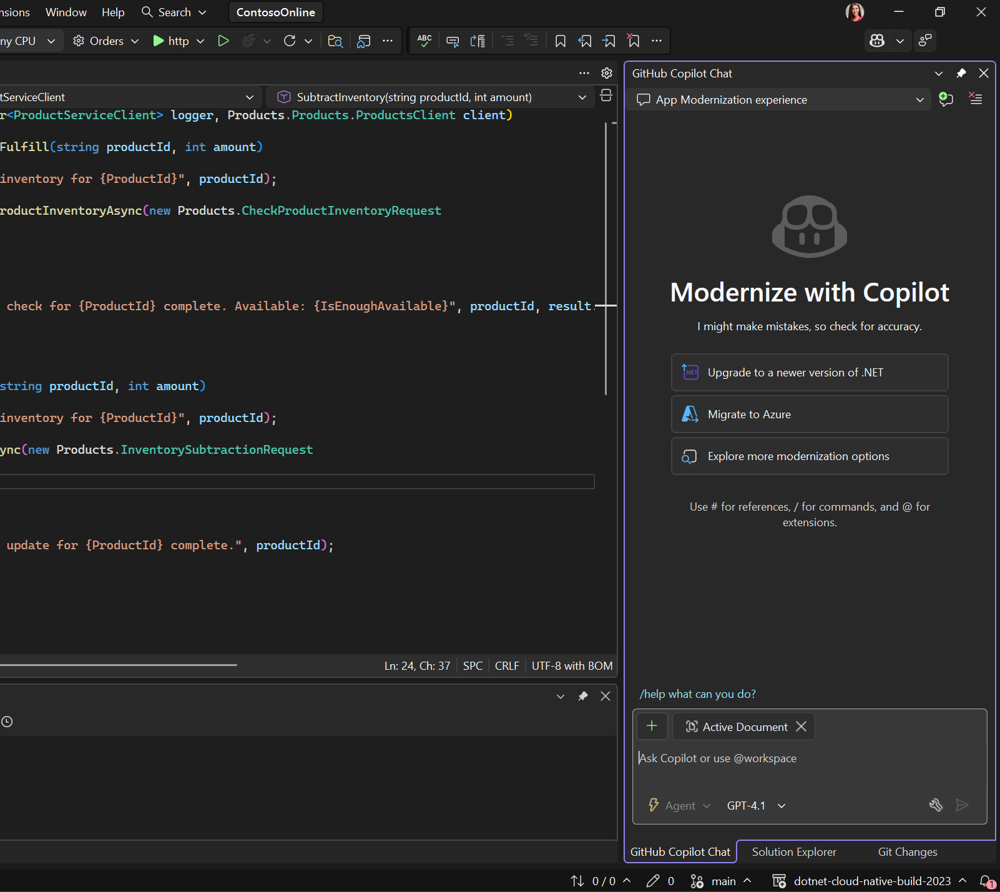 nsions Window Help Search ContosoOnline
ny CPU Orders http
ABC
tServiceClient SubtractInventory(string productId, int amount)
r<ProductServiceClient> logger, Products.Products.ProductsClient client)
Fulfill(string productId, int amount)
inventory for {ProductId}", productId);
roductInventoryAsync(new Products.CheckProductInventoryRequest
check for {ProductId} complete. Available: {IsEnoughAvailable}", productId, result.
string productId, int amount)
inventory for {ProductId}", productId);
ync(new Products.InventorySubtractionRequest
update for {ProductId} complete.", productId);
Ln: 24, Ch: 37 SPC CRLF UTF-8 with BOM
GitHub Copilot Chat
App Modernization experience
Modernize with Copilot
I might make mistakes, so check for accuracy.
.NET Upgrade to a newer version of .NET
Migrate to Azure
Explore more modernization options
Use # for references, / for commands, and @ for
extensions.
/help what can you do?
Active Document
Ask Copilot or use @workspace
Agent GPT-4.1
GitHub Copilot Chat Solution Explorer Git Changes
0 / 0 0 main dotnet-cloud-native-build-2023 1